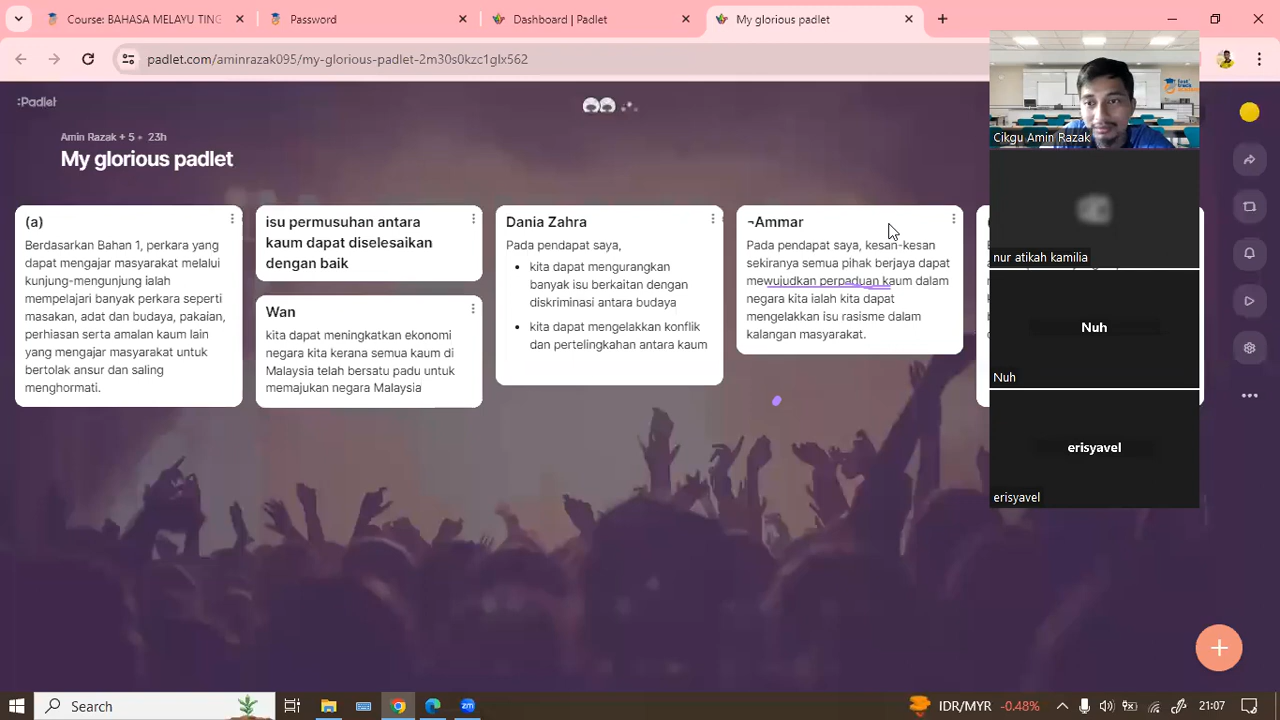 Course: BAHASA MELAYU TING
Password
Dashboard | Padlet
My glorious padlet
padlet.com/aminrazak095/my-glorious-padlet-2m30s0kzc1glx562
:Padlet
Amin Razak + 5 • 23h
My glorious padlet
(a)
Berdasarkan Bahan 1, perkara yang
dapat mengajar masyarakat melalui
kunjung-mengunjung ialah
mempelajari banyak perkara seperti
masakan, adat dan budaya, pakaian,
perhiasan serta amalan kaum lain
yang mengajar masyarakat untuk
bertolak ansur dan saling
menghormati.
isu permusuhan antara
kaum dapat diselesaikan
dengan baik
Wan
kita dapat meningkatkan ekonomi
negara kita kerana semua kaum di
Malaysia telah bersatu padu untuk
memajukan negara Malaysia
Dania Zahra
Pada pendapat saya,
• kita dapat mengurangkan
banyak isu berkaitan dengan
diskriminasi antara budaya
• kita dapat mengelakkan konflik
dan pertelingkahan antara kaum
¬Ammar
Pada pendapat saya, kesan-kesan
sekiranya semua pihak berjaya dapat
mewujudkan perpaduan kaum dalam
negara kita ialah kita dapat
mengelakkan isu rasisme dalam
kalangan masyarakat.
Cikgu Amin Razak
nur atikah kamilia
Nuh
Nuh
erisyavel
erisyavel
Search
IDR/MYR -0.48%
21:07